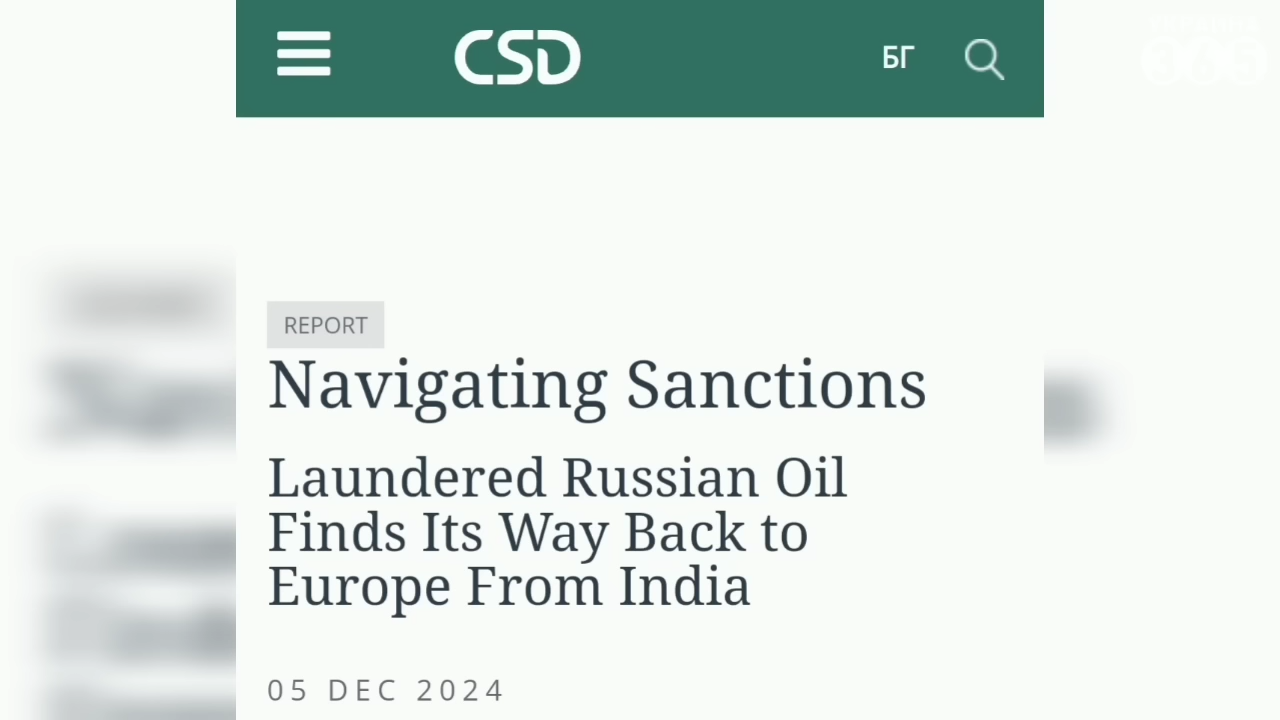 CSD
БГ
REPORT
Navigating Sanctions
Laundered Russian Oil
Finds Its Way Back to
Europe From India
05 DEC 2024